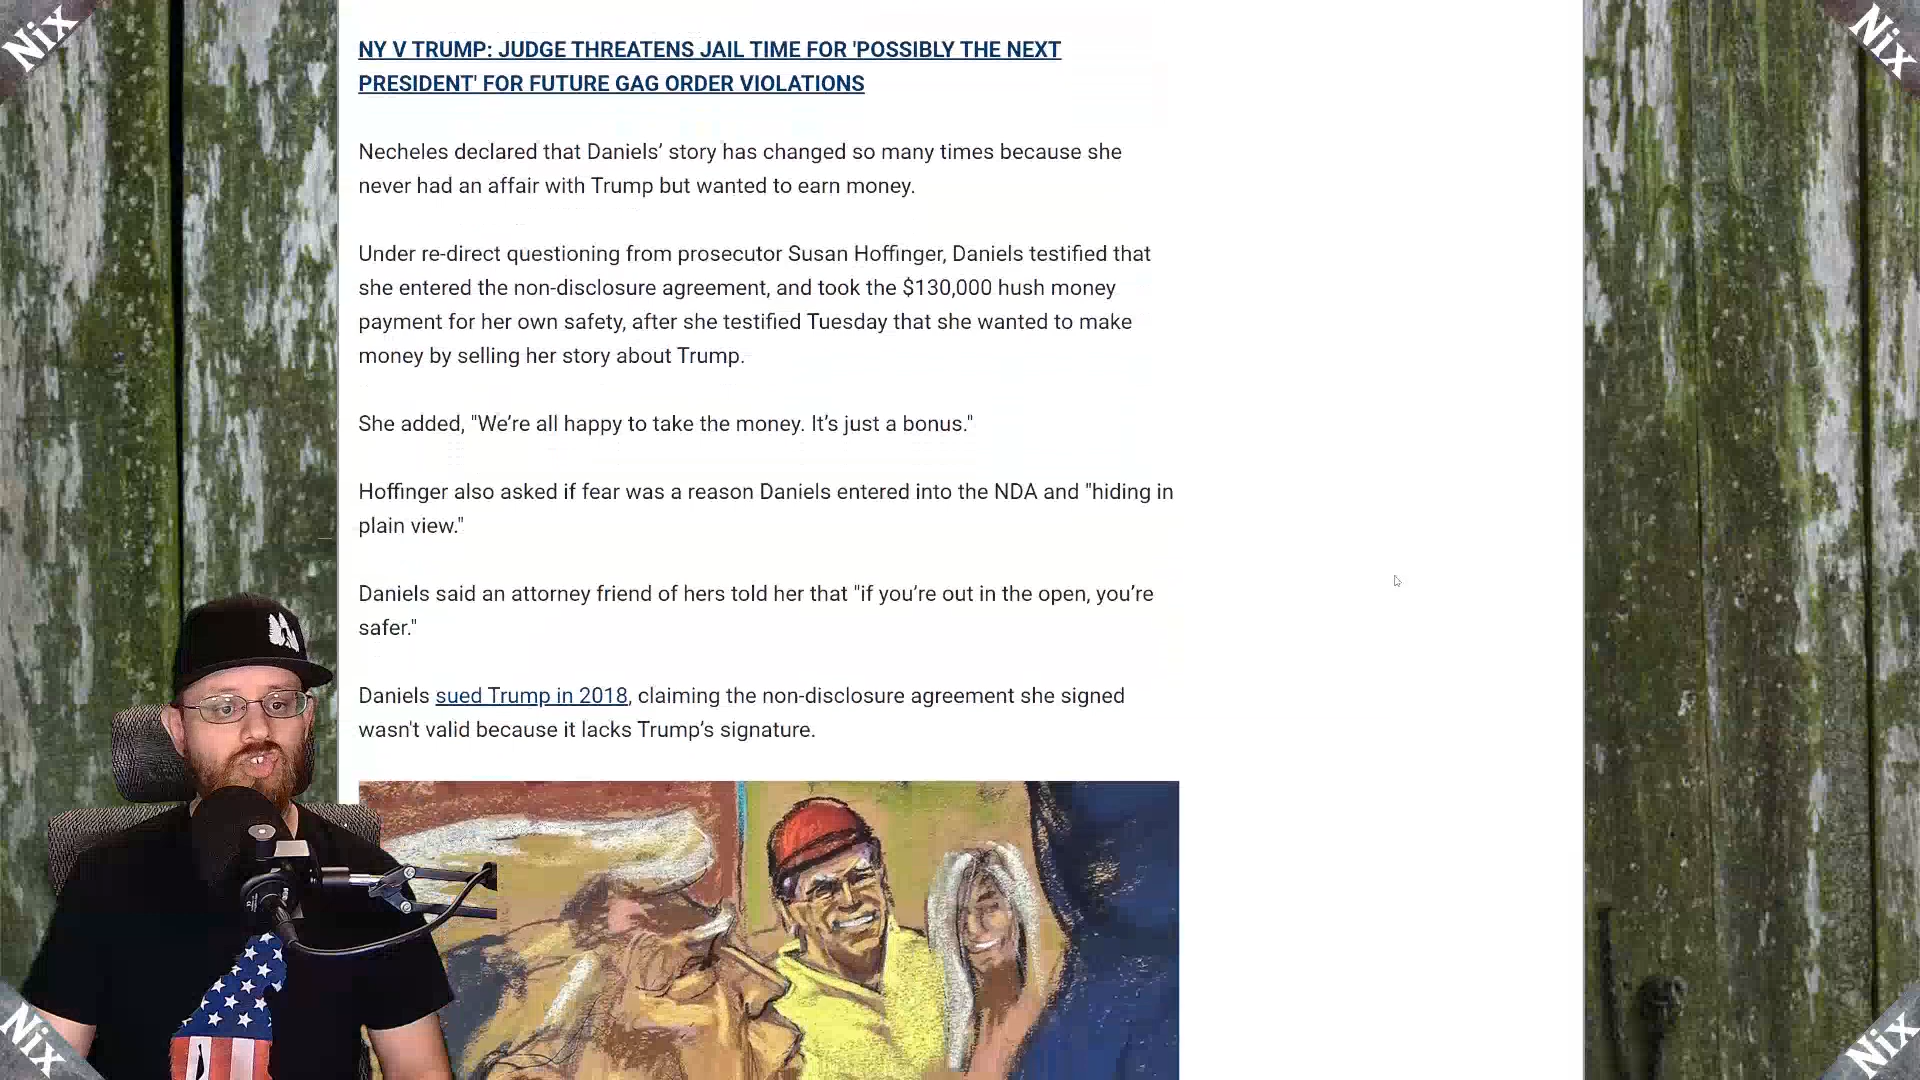 Nix
Nix
NY V TRUMP: JUDGE THREATENS JAIL TIME FOR 'POSSIBLY THE NEXT
PRESIDENT' FOR FUTURE GAG ORDER VIOLATIONS
Necheles declared that Daniels’ story has changed so many times because she
never had an affair with Trump but wanted to earn money.
Under re-direct questioning from prosecutor Susan Hoffinger, Daniels testified that
she entered the non-disclosure agreement, and took the $130,000 hush money
payment for her own safety, after she testified Tuesday that she wanted to make
money by selling her story about Trump.
She added, "We’re all happy to take the money. It’s just a bonus."
Hoffinger also asked if fear was a reason Daniels entered into the NDA and "hiding in
plain view."
Daniels said an attorney friend of hers told her that "if you’re out in the open, you’re
safer."
Daniels sued Trump in 2018, claiming the non-disclosure agreement she signed
wasn't valid because it lacks Trump’s signature.
Nix
Nix